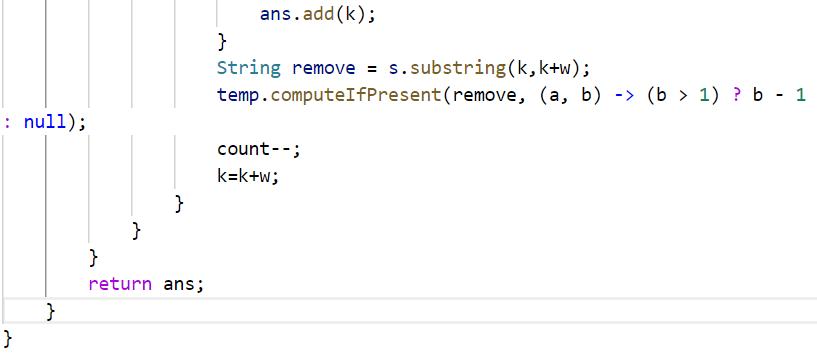 ans.add(k);
}
String remove = s.substring(k,k+w);
temp.computeIfPresent(remove, (a, b) -> (b > 1) ? b - 1
: null);
count--;
k=k+w;
}
}
}
return ans;
}
}